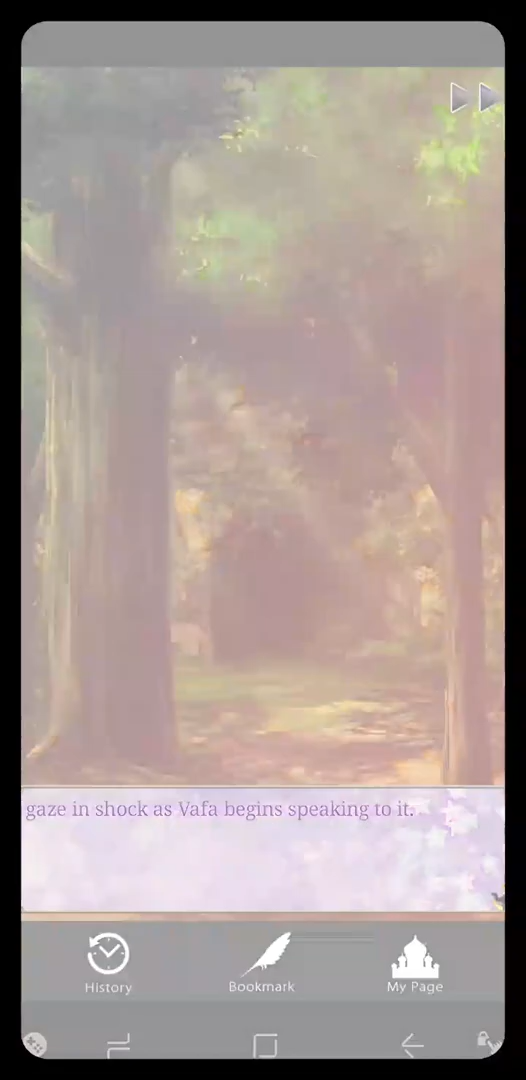 gaze in shock as Vafa begins speaking to it.
History
Bookmark
My Page